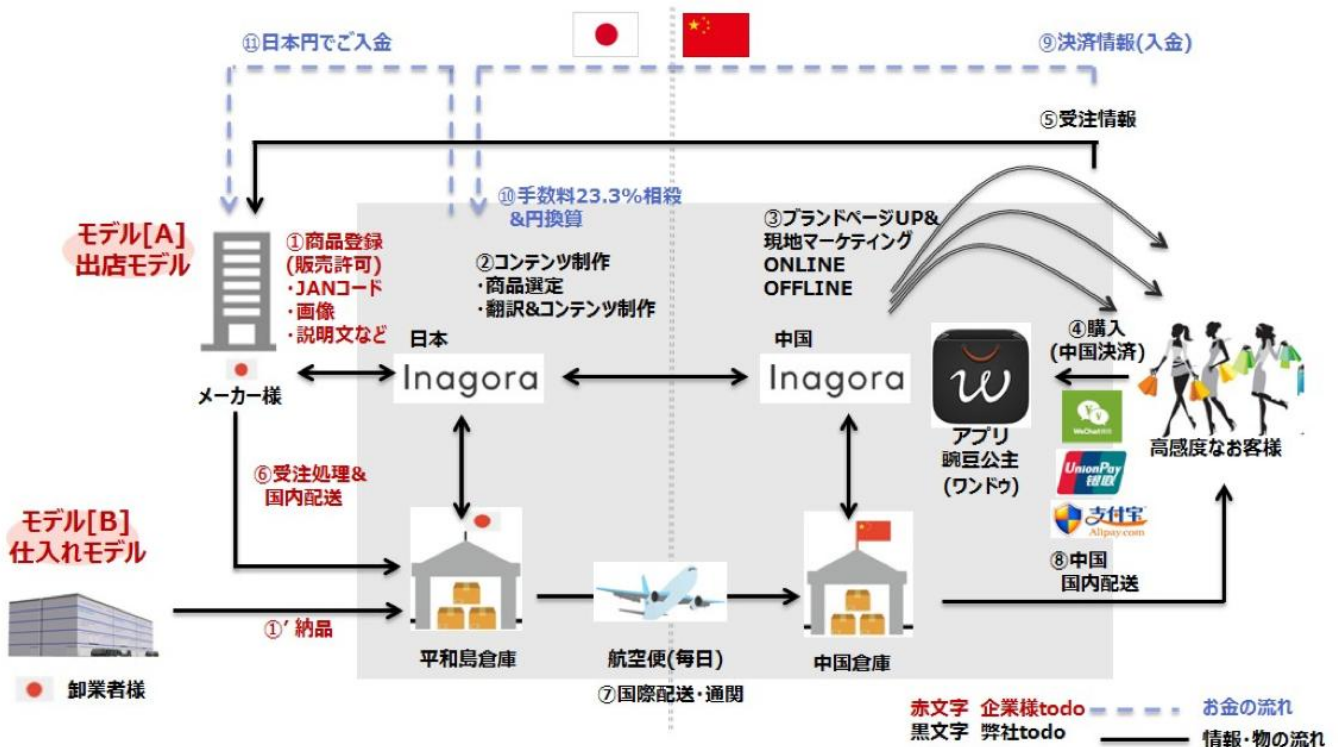 ⑪日本円でご入金
⑨決済情報(入金)
⑤受注情報
⑩手数料23.3%相殺
&円換算
モデル[A]
出店モデル
①商品登録
(販売許可)
・JANコード
・画像
・説明文など
②コンテンツ制作
・商品選定
・翻訳&コンテンツ制作
③ブランドページUP&
現地マーケティング
ONLINE
OFFLINE
日本
Inagora
中国
Inagora
メーカー様
w
アプリ
豌豆公主
(ワンドゥ)
④購入
(中国決済)
WeChat
UnionPay
银联
支付宝
Alipay.com
高感度なお客様
⑥受注処理&
国内配送
モデル[B]
仕入れモデル
①’納品
卸業者様
平和島倉庫
航空便(毎日)
⑦国際配送・通関
中国倉庫
⑧中国
国内配送
赤文字 企業様todo
黒文字 弊社todo
お金の流れ
情報・物の流れ